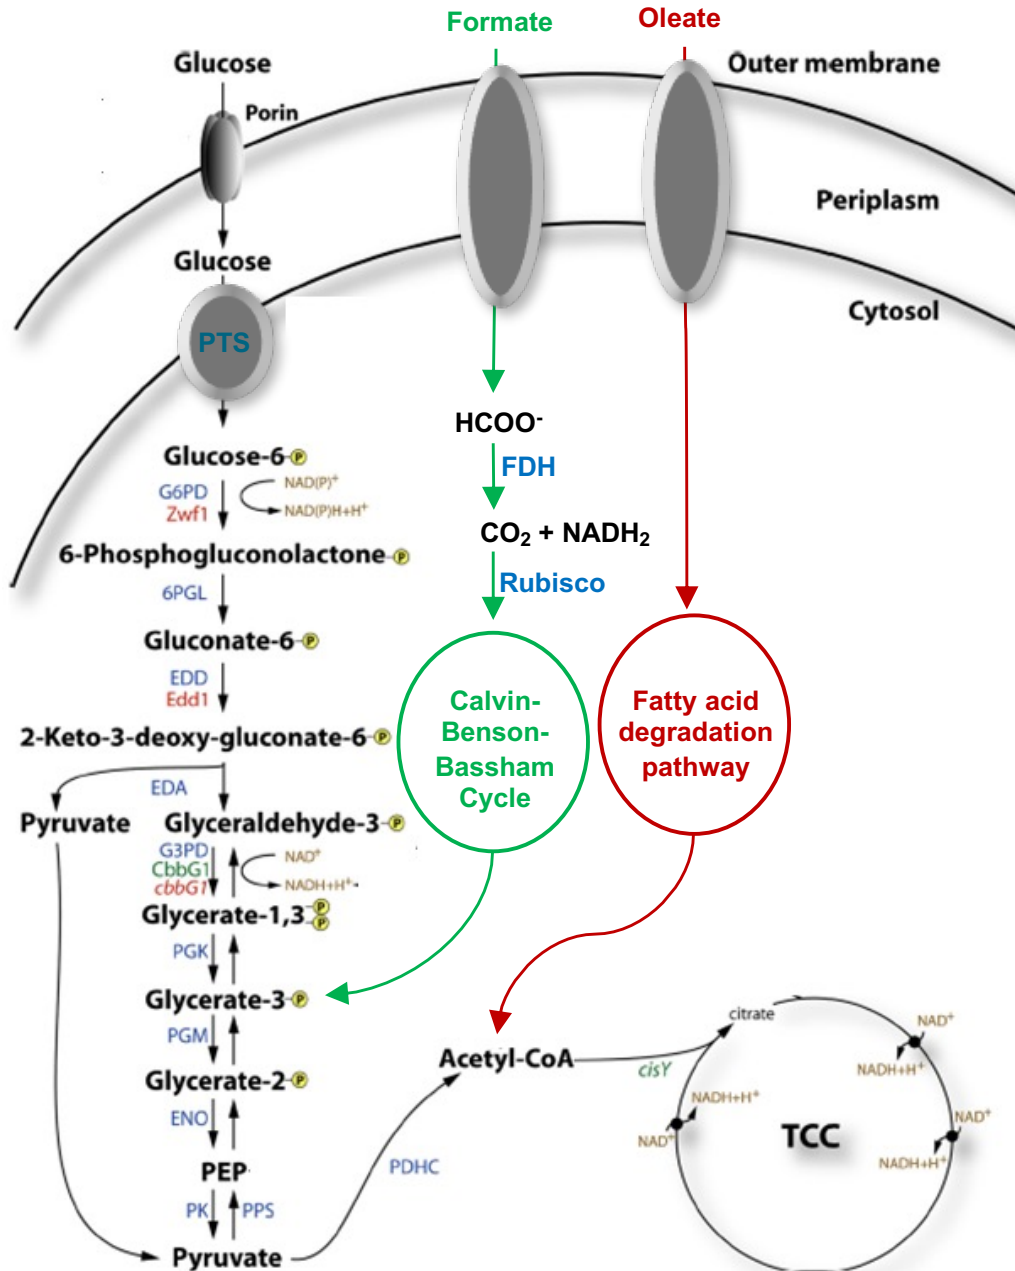 Formate
Oleate
Glucose
Outer membrane
Porin
Periplasm
Glucose
Cytosol
PTS
HCOO-
Glucose-6 P
FDH
G6PD
NAD(P)+
Zwf1
NAD(P)H+H+
CO2 + NADH2
6-Phosphogluconolactone P
Rubisco
6PGL
Gluconate-6 P
EDD
Edd1
Calvin-
Benson-
Bassham
Cycle
Fatty acid
degradation
pathway
2-Keto-3-deoxy-gluconate-6 P
EDA
Pyruvate
Glyceraldehyde-3 P
G3PD
CbbG1
cbbG1
NAD+
NADH+H+
Glycerate-1,3 P
P
PGK
Glycerate-3 P
PGM
citrate
NAD+
Acetyl-CoA
cisY
NADH+H+
Glycerate-2 P
NADH+H+
NAD+
ENO
NAD+
TCC
NADH+H+
PEP
PDHC
PK
PPS
Pyruvate